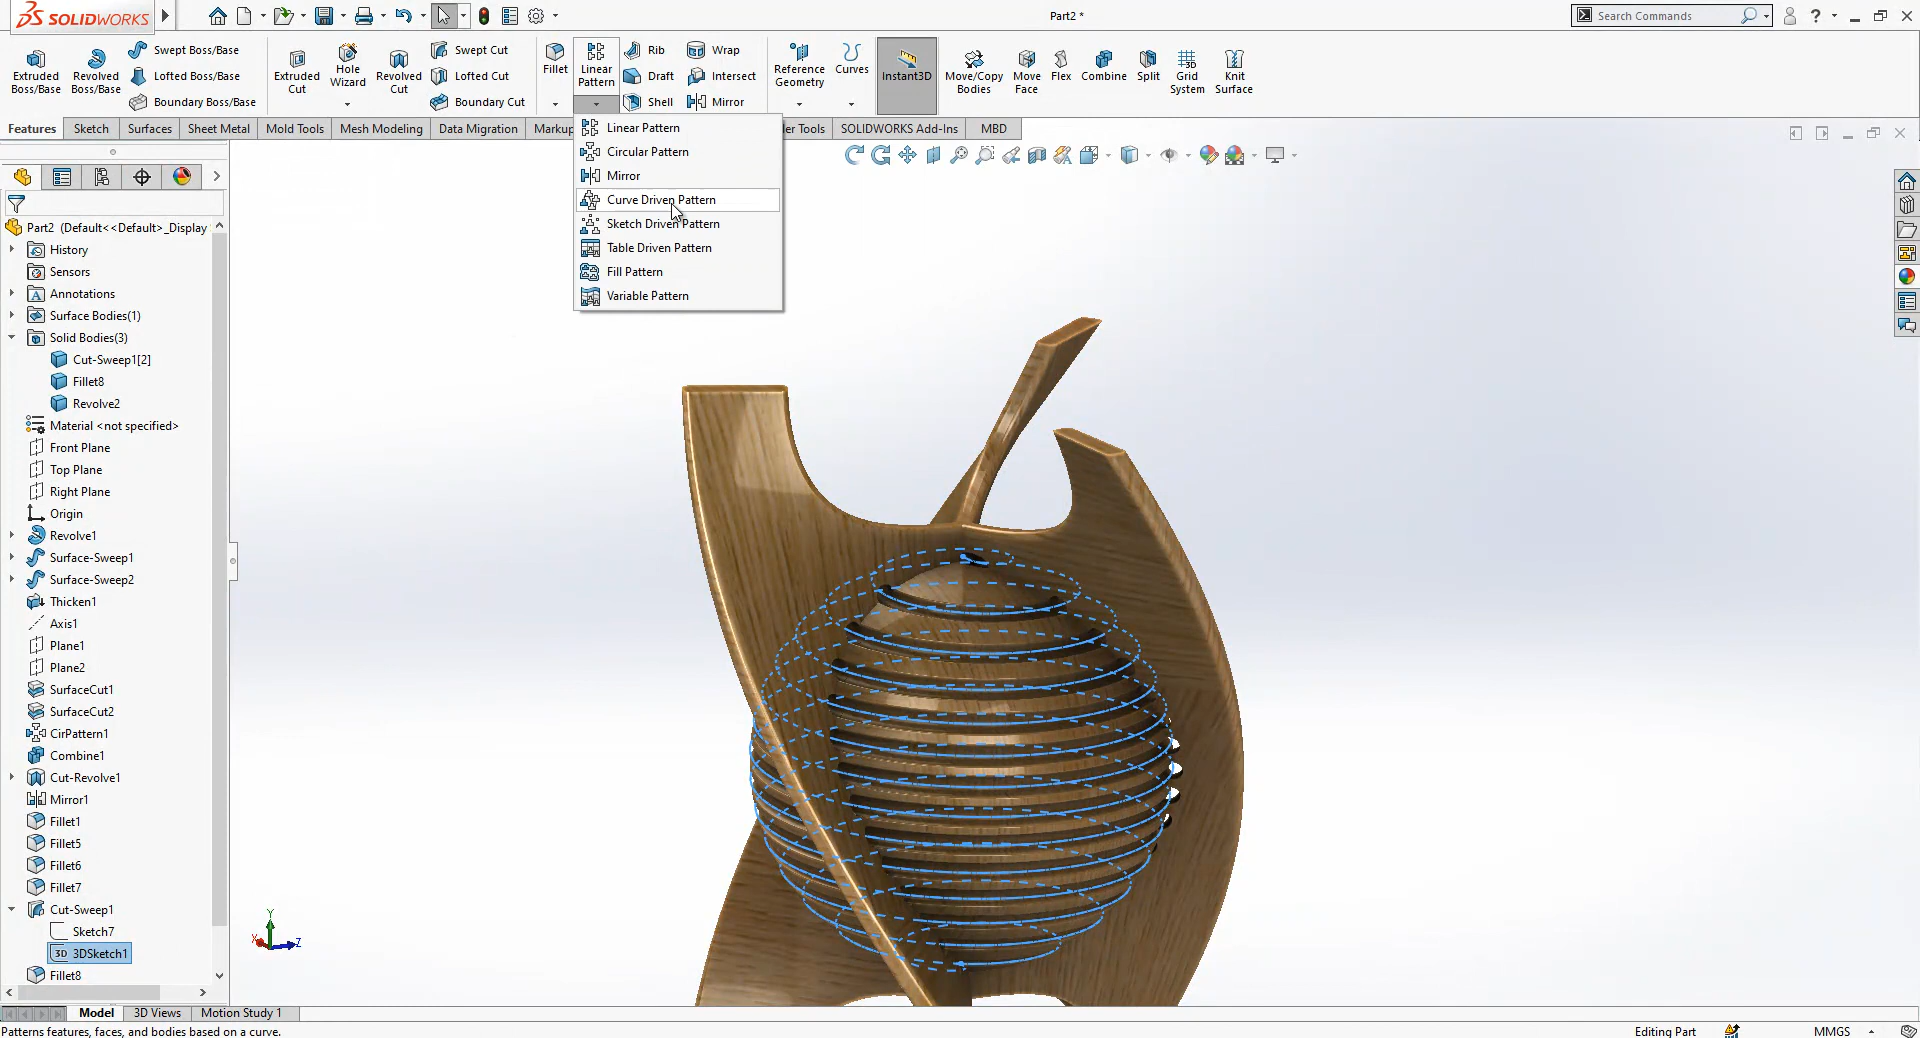 SOLIDWORKS
Part2 *
Search Commands
Extruded Boss/Base
Revolved Boss/Base
Swept Boss/Base
Lofted Boss/Base
Boundary Boss/Base
Extruded Cut
Hole Wizard
Revolved Cut
Swept Cut
Lofted Cut
Boundary Cut
Fillet
Linear Pattern
Rib
Draft
Shell
Wrap
Intersect
Mirror
Reference Geometry
Curves
Instant3D
Move/Copy Bodies
Move Face
Flex
Combine
Split
Grid System
Knit Surface
Features
Sketch
Surfaces
Sheet Metal
Mold Tools
Mesh Modeling
Data Migration
Markup
er Tools
SOLIDWORKS Add-Ins
MBD
Linear Pattern
Circular Pattern
Mirror
Curve Driven Pattern
Sketch Driven Pattern
Table Driven Pattern
Fill Pattern
Variable Pattern
Part2 (Default<<Default>_Display
History
Sensors
Annotations
Surface Bodies(1)
Solid Bodies(3)
Cut-Sweep1[2]
Fillet8
Revolve2
Material <not specified>
Front Plane
Top Plane
Right Plane
Origin
Revolve1
Surface-Sweep1
Surface-Sweep2
Thicken1
Axis1
Plane1
Plane2
SurfaceCut1
SurfaceCut2
CirPattern1
Combine1
Cut-Revolve1
Mirror1
Fillet1
Fillet5
Fillet6
Fillet7
Cut-Sweep1
Sketch7
3D 3DSketch1
Fillet8
Y
X
Z
Model
3D Views
Motion Study 1
Patterns features, faces, and bodies based on a curve.
Editing Part
MMGS